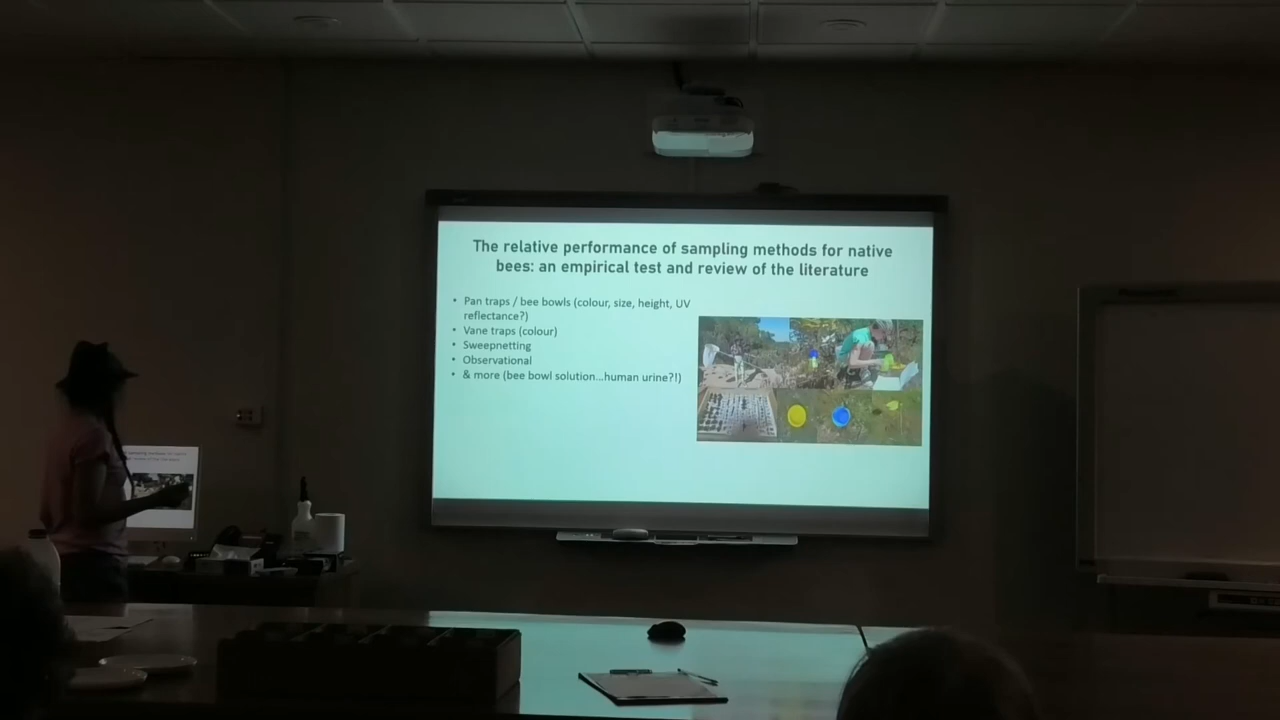 The relative performance of sampling methods for native
bees: an empirical test and review of the literature
• Pan traps / bee bowls (colour, size, height, UV
reflectance?)
• Vane traps (colour)
• Sweepnetting
• Observational
• & more (bee bowl solution...human urine?!)